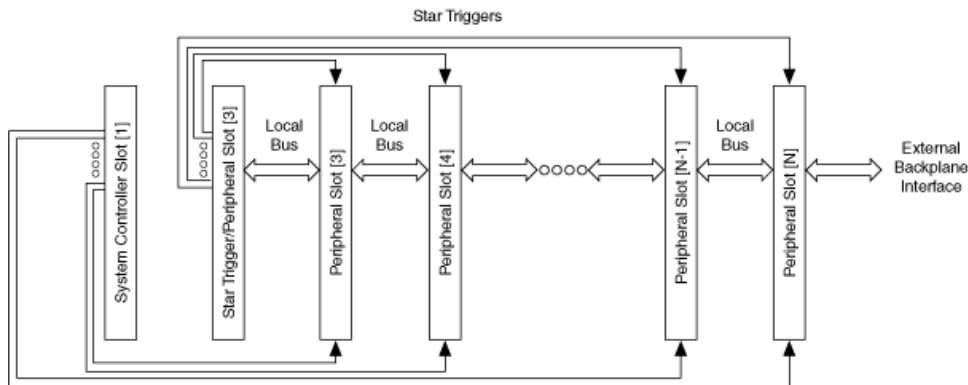 Star Triggers
System Controller Slot [1]
Star Trigger/Peripheral Slot [3]
Local
Bus
Peripheral Slot [3]
Local
Bus
Peripheral Slot [4]
Peripheral Slot [N-1]
Local
Bus
Peripheral Slot [N]
External
Backplane
Interface